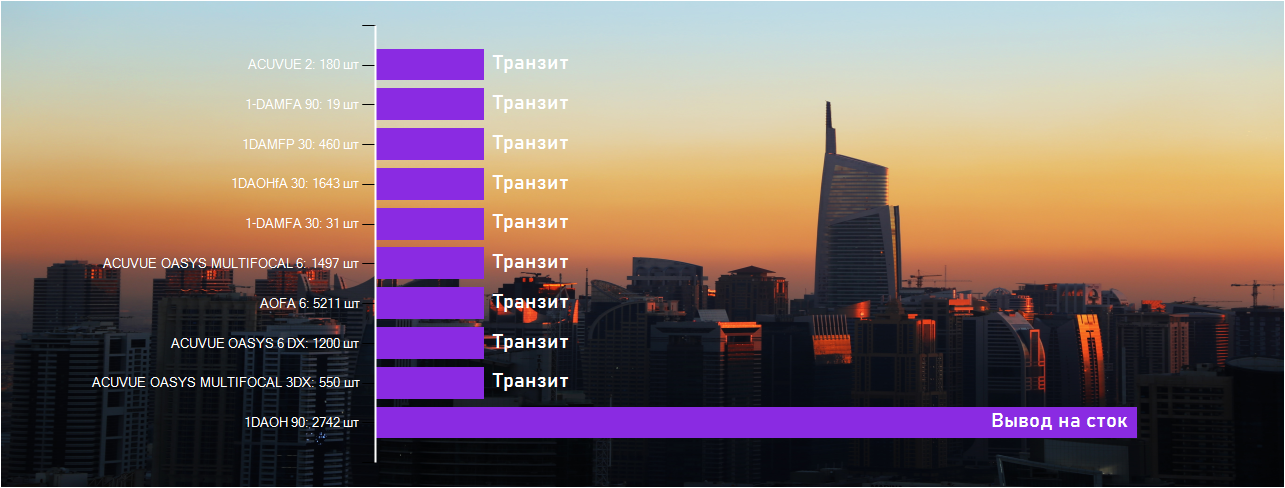 ACUVUE 2: 180 шт Транзит
1-DAMFA 90: 19 шт Транзит
1DAMFP 30: 460 шт Транзит
1DAOHfA 30: 1643 шт Транзит
1-DAMFA 30: 31 шт Транзит
ACUVUE OASYS MULTIFOCAL 6: 1497 шт Транзит
AOFA 6: 5211 шт Транзит
ACUVUE OASYS 6 DX: 1200 шт Транзит
ACUVUE OASYS MULTIFOCAL 3DX: 550 шт Транзит
1DAOH 90: 2742 шт Вывод на сток